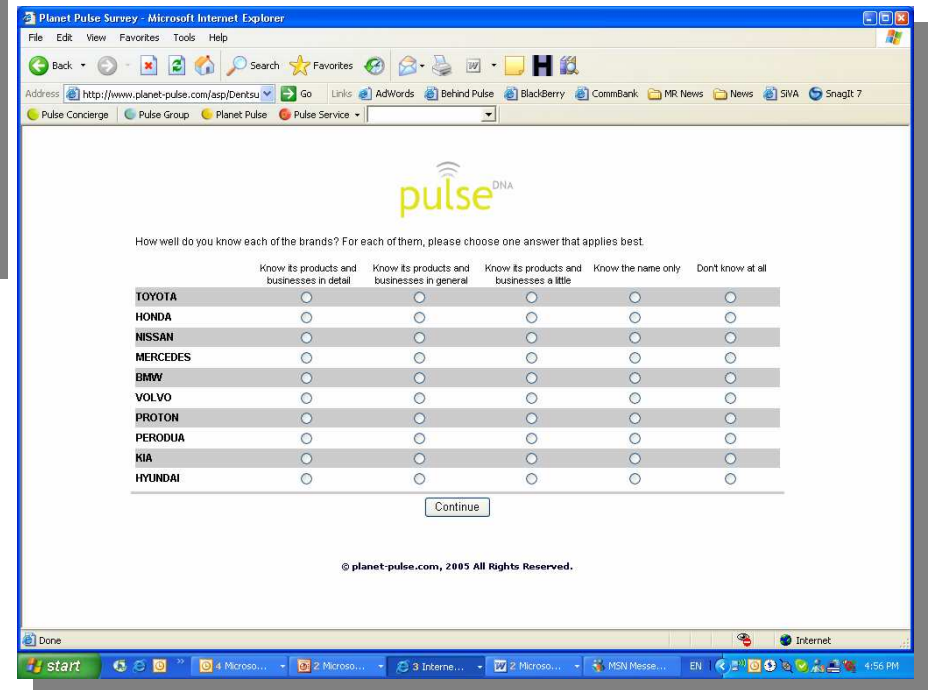 Planet Pulse Survey - Microsoft Internet Explorer
File Edit View Favorites Tools Help
Back Search Favorites
Address http://www.planet-pulse.com/asp/Dentsu Go Links AdWords Behind Pulse BlackBerry CommBank MR News News SiVA SnagIt 7
Pulse Concierge Pulse Group Planet Pulse Pulse Service
pulse DNA
How well do you know each of the brands? For each of them, please choose one answer that applies best.
Know its products and businesses in detail Know its products and businesses in general Know its products and businesses a little Know the name only Don't know at all
TOYOTA
HONDA
NISSAN
MERCEDES
BMW
VOLVO
PROTON
PERODUA
KIA
HYUNDAI
Continue
© planet-pulse.com, 2005 All Rights Reserved.
Done Internet
start 4 Microso... 2 Microso... 3 Interne... 2 Microso... MSN Messe... EN 4:56 PM